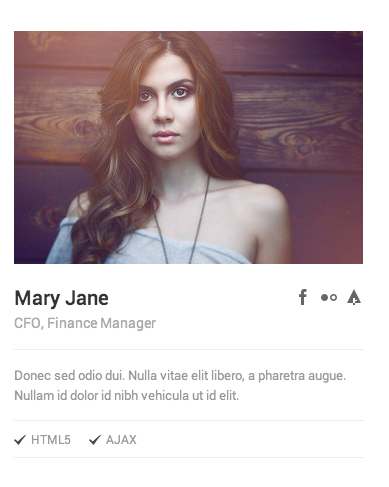 Mary Jane
CFO, Finance Manager
Donec sed odio dui. Nulla vitae elit libero, a pharetra augue.
Nullam id dolor id nibh vehicula ut id elit.
HTML5 AJAX